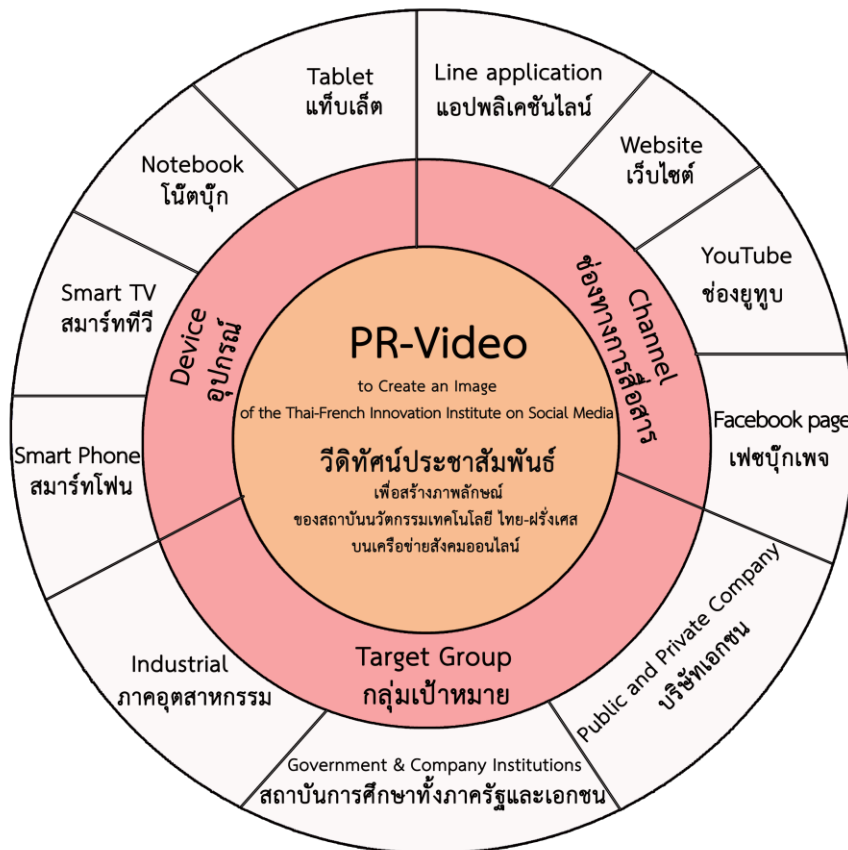 PR-Video
to Create an Image
of the Thai-French Innovation Institute on Social Media
วีดิทัศน์ประชาสัมพันธ์
เพื่อสร้างภาพลักษณ์
ของสถาบันนวัตกรรมเทคโนโลยี ไทย-ฝรั่งเศส
บนเครือข่ายสังคมออนไลน์
Channel
ช่องทางการสื่อสาร
Line application
แอปพลิเคชันไลน์
Website
เว็บไซต์
YouTube
ช่องยูทูบ
Facebook page
เฟซบุ๊กเพจ
Target Group
กลุ่มเป้าหมาย
Public and Private Company
บริษัทเอกชน
Government & Company Institutions
สถาบันการศึกษาทั้งภาครัฐและเอกชน
Industrial
ภาคอุตสาหกรรม
Device
อุปกรณ์
Smart Phone
สมาร์ทโฟน
Smart TV
สมาร์ททีวี
Notebook
โน๊ตบุ๊ก
Tablet
แท็บเล็ต